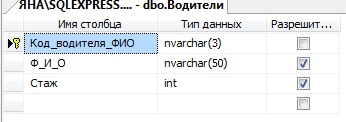 ЯНА\SQLEXPRESS.... - dbo.Водители
Имя столбца Тип данных Разрешит...
Код_водителя_ФИО nvarchar(3)
Ф_И_О nvarchar(50)
Стаж int